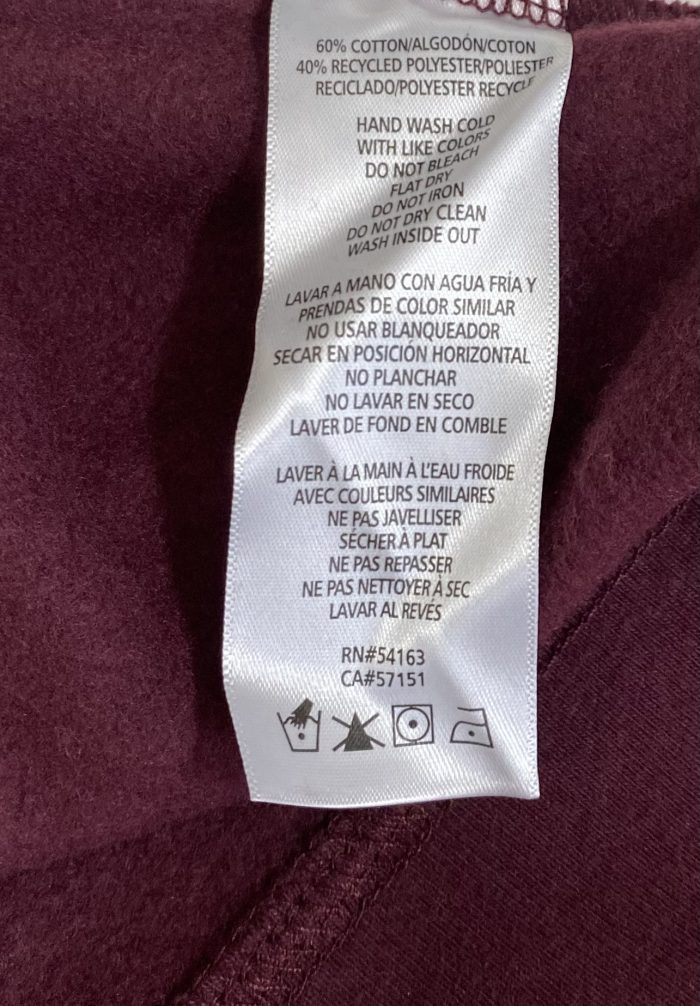 60% COTTON/ALGODÓN/COTON
40% RECYCLED POLYESTER/POLIESTER
RECICLADO/POLYESTER RECYCLE
HAND WASH COLD
WITH LIKE COLORS
DO NOT BLEACH
FLAT DRY
DO NOT IRON
DO NOT DRY CLEAN
WASH INSIDE OUT
LAVAR A MANO CON AGUA FRÍA Y
PRENDAS DE COLOR SIMILAR
NO USAR BLANQUEADOR
SECAR EN POSICIÓN HORIZONTAL
NO PLANCHAR
NO LAVAR EN SECO
LAVER DE FOND EN COMBLE
LAVER À LA MAIN À L'EAU FROIDE
AVEC COULEURS SIMILAIRES
NE PAS JAVELLISER
SÉCHER À PLAT
NE PAS REPASSER
NE PAS NETTOYER À SEC
LAVAR AL REVÉS
RN#54163
CA#57151